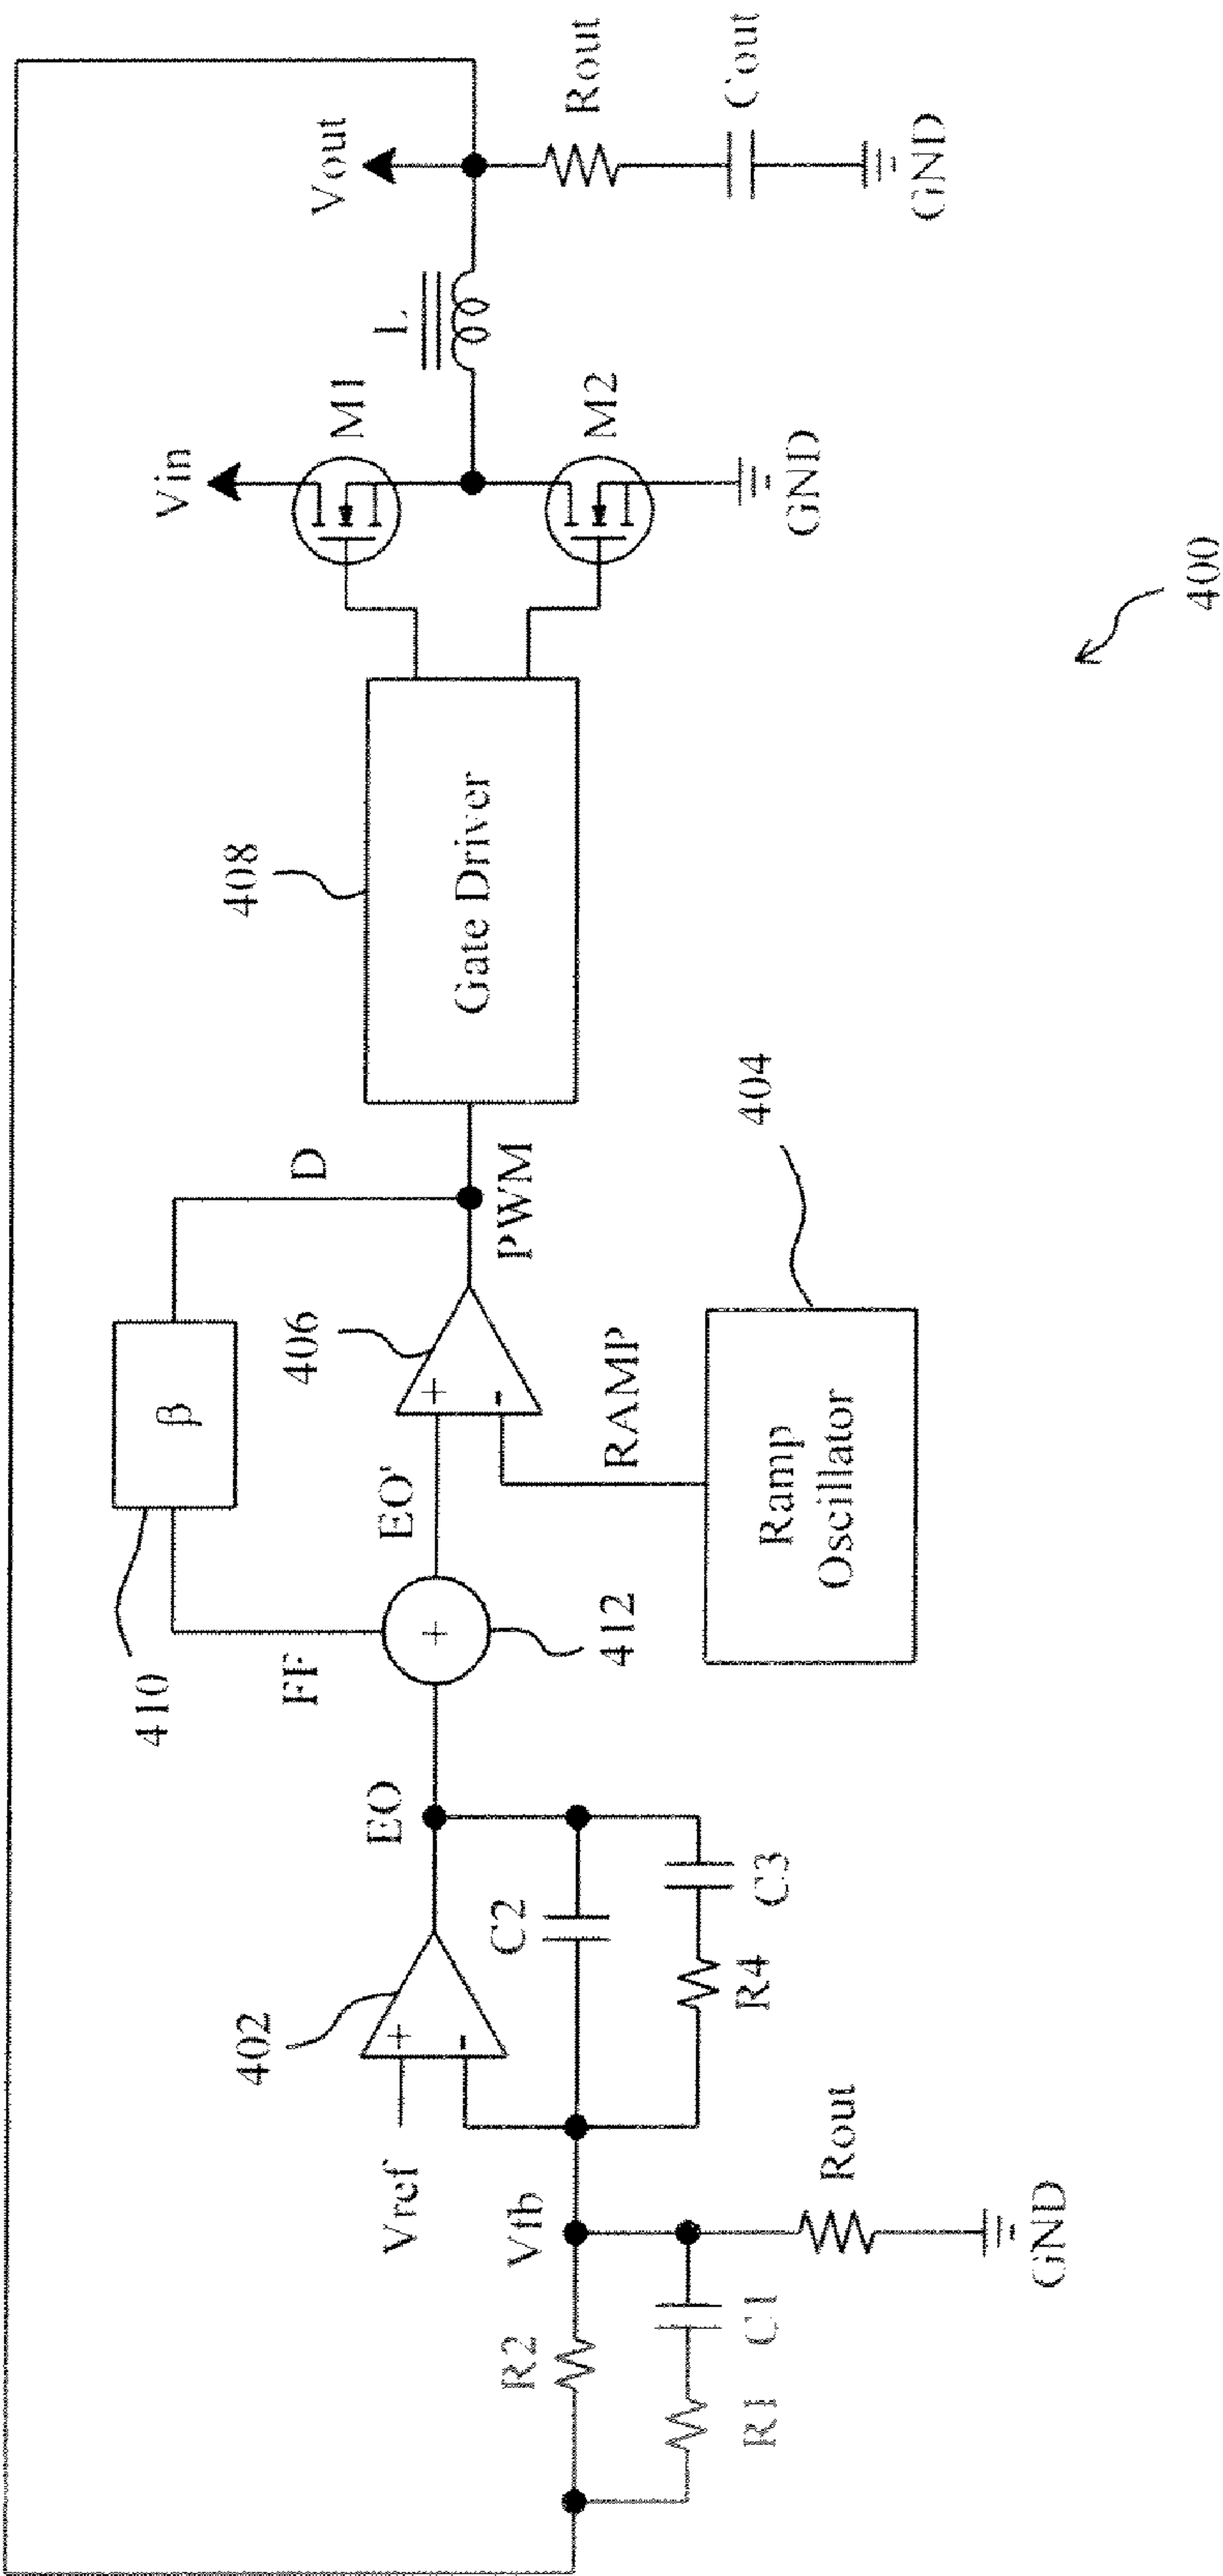 Vout
Rout
Cout
GND
L
Vin
M1
M2
GND
408
Gate Driver
D
PWM
404
β
406
410
FF
EO'
RAMP
Ramp
Oscillator
412
EO
402
C2
C3
R4
Vref
Vfb
Rout
GND
R2
R1
C1
400